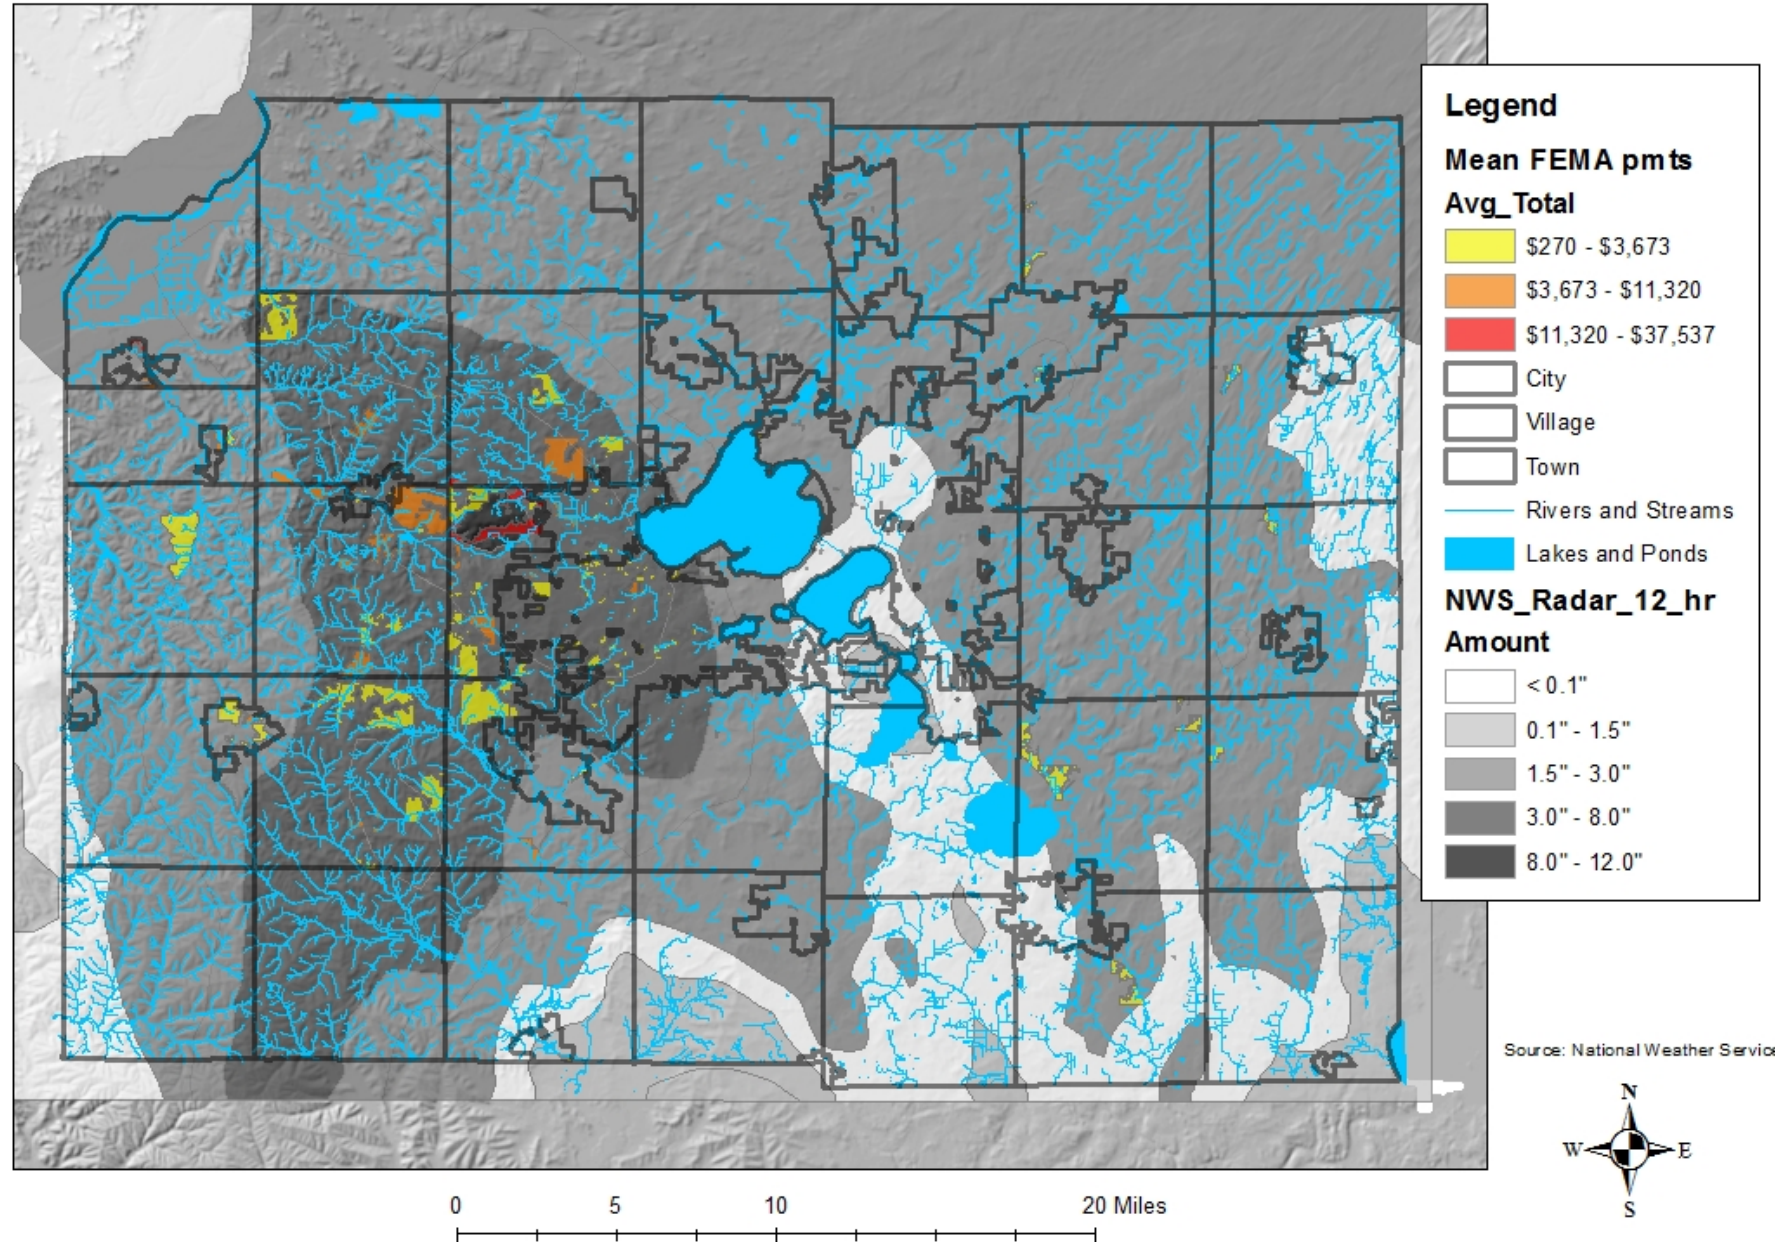 Legend
Mean FEMA pmts
Avg_Total
$270 - $3,673
$3,673 - $11,320
$11,320 - $37,537
City
Village
Town
Rivers and Streams
Lakes and Ponds
NWS_Radar_12_hr
Amount
< 0.1"
0.1" - 1.5"
1.5" - 3.0"
3.0" - 8.0"
8.0" - 12.0"
Source: National Weather Service
N
W E
S
0 5 10 20 Miles